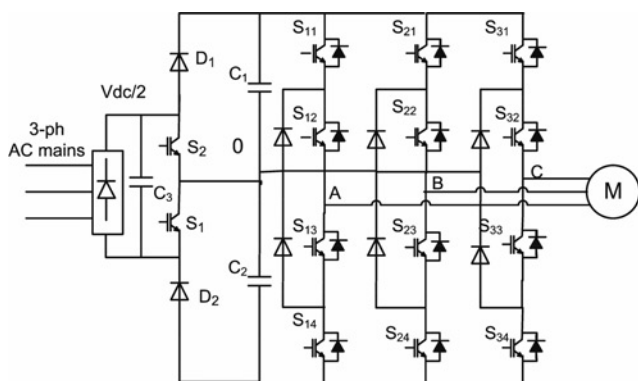 S11
S21
S31
D1
C1
Vdc/2
3-ph
AC mains
S12
S22
S32
S2
0
C3
A
B
C
M
S1
S13
S23
S33
C2
D2
S14
S24
S34